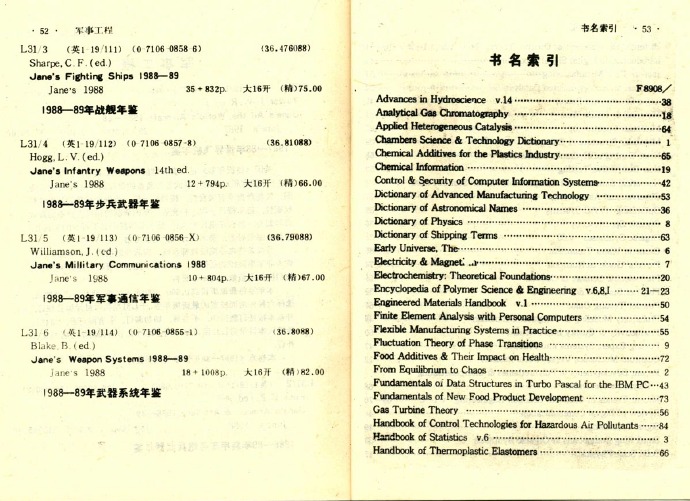 · 52 · 军事工程
L31/3 (英1-19/111) (0-7106-0858-6) (36.476088)
Sharpe, C. F. (ed.)
Jane's Fighting Ships 1988—89
Jane's 1988 35+832p. 大16开 (精)75.00
1988—89年战舰年鉴
L31/4 (英1-19/112) (0-7106-0857-8) (36.81088)
Hogg, L. V. (ed.)
Jane's Infantry Weapons 14th ed.
Jane's 1988 12+794p. 大16开 (精)66.00
1988—89年步兵武器年鉴
L31/5 (英1-19/113) (0-7106-0856-X) (36.79088)
Williamson, J. (ed.)
Jane's Millitary Communications 1988
Jane's 1988 10+804p. 大16开 (精)67.00
1988—89年军事通信年鉴
L31/6 (英1-19/114) (0-7106-0855-1) (36.8088)
Blake, B. (ed.)
Jane's Weapon Systems 1988—89
Jane's 1988 18+1008p. 大16开 (精)82.00
1988—89年武器系统年鉴
书名索引 · 53 ·
书名索引
F8908/
Advances in Hydroscience v.14 ……38
Analytical Gas Chromatography ……18
Applied Heterogeneous Catalysis ……64
Chambers Science & Technology Dictionary …… 1
Chemical Additives for the Plastics Industry ……65
Chemical Information ……19
Control & Security of Computer Information Systems ……42
Dictionary of Advanced Manufacturing Technology ……53
Dictionary of Astronomical Names ……36
Dictionary of Physics …… 8
Dictionary of Shipping Terms ……63
Early Universe, The …… 6
Electricity & Magnet …… 7
Electrochemistry: Theoretical Foundations ……20
Encyclopedia of Polymer Science & Engineering v.6,8,1 ……21—23
Engineered Materials Handbook v.1 ……50
Finite Element Analysis with Personal Computers ……54
Flexible Manufacturing Systems in Practice ……55
Fluctuation Theory of Phase Transitions …… 9
Food Additives & Their Impact on Health ……72
From Equilibrium to Chaos …… 2
Fundamentals of Data Structures in Turbo Pascal for the IBM PC …43
Fundamentals of New Food Product Development ……73
Gas Turbine Theory ……56
Handbook of Control Technologies for Hazardous Air Pollutants ……84
Handbook of Statistics v.6 …… 3
Handbook of Thermoplastic Elastomers ……66